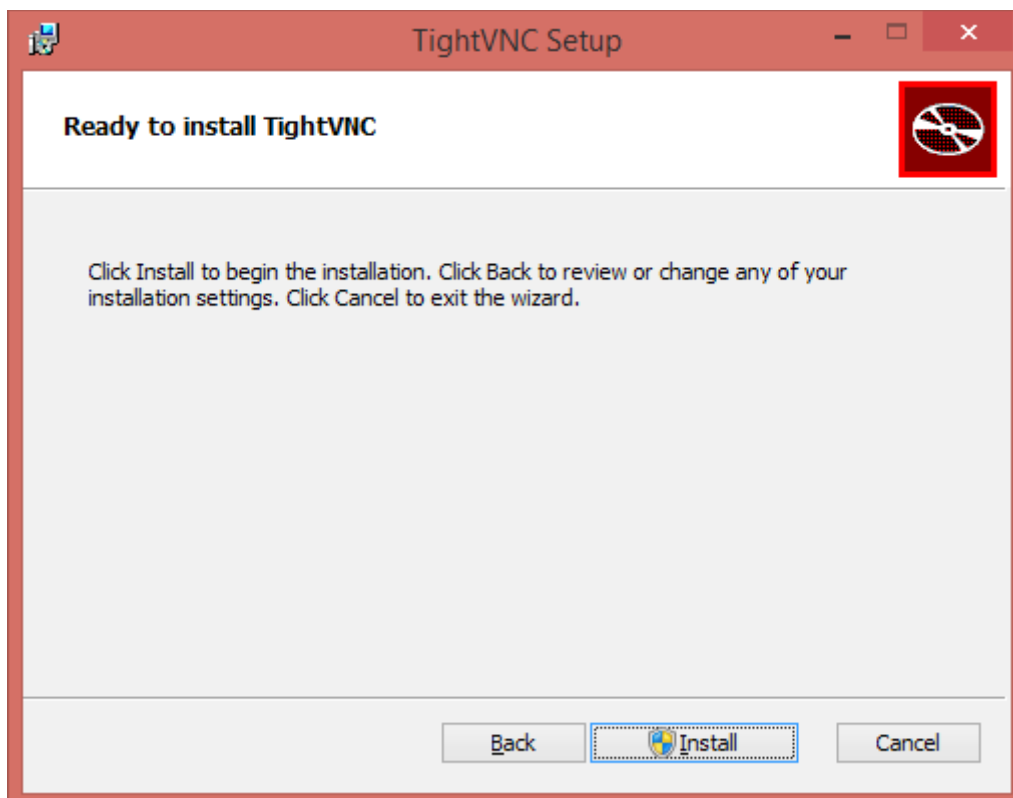 TightVNC Setup
Ready to install TightVNC
Click Install to begin the installation. Click Back to review or change any of your
installation settings. Click Cancel to exit the wizard.
Back Install Cancel